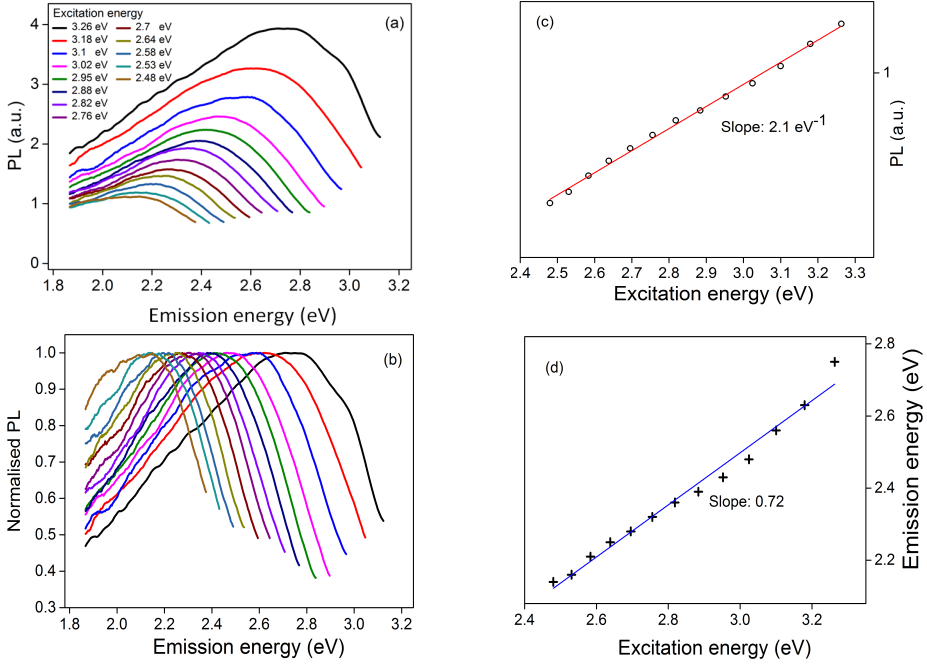 (a)
Excitation energy
3.26 eV 2.7 eV
3.18 eV 2.64 eV
3.1 eV 2.58 eV
3.02 eV 2.53 eV
2.95 eV 2.48 eV
2.88 eV
2.82 eV
2.76 eV
4
3
2
1
0
PL (a.u.)
1.8 2.0 2.2 2.4 2.6 2.8 3.0 3.2
Emission energy (eV)
(c)
1
Slope: 2.1 eV⁻¹
PL (a.u.)
2.4 2.5 2.6 2.7 2.8 2.9 3.0 3.1 3.2 3.3
Excitation energy (eV)
(b)
1.0
0.9
0.8
0.7
0.6
0.5
0.4
0.3
Normalised PL
1.8 2.0 2.2 2.4 2.6 2.8 3.0 3.2
Emission energy (eV)
(d)
2.8
2.6
2.4
2.2
Slope: 0.72
Emission energy (eV)
2.4 2.6 2.8 3.0 3.2
Excitation energy (eV)